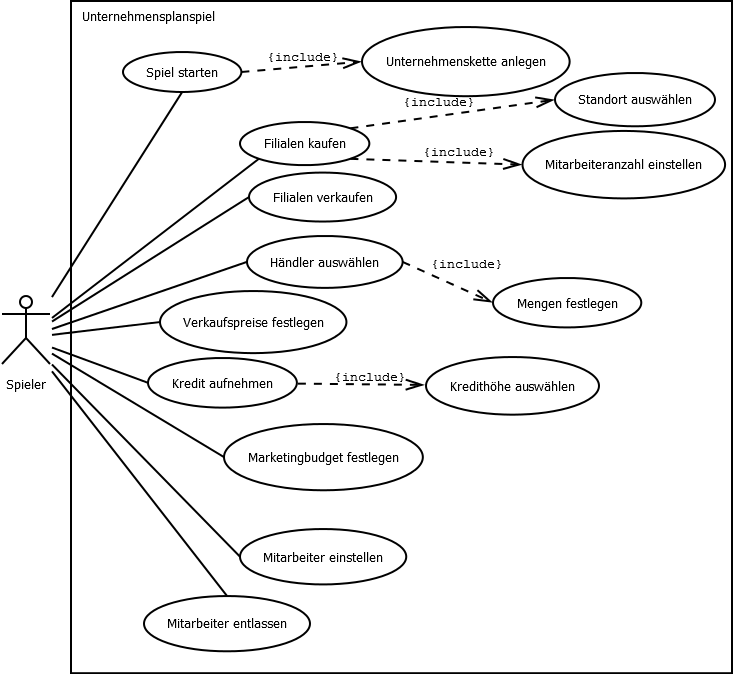 Unternehmensplanspiel
Spiel starten
{include}
Unternehmenskette anlegen
Filialen kaufen
{include}
Standort auswählen
{include}
Mitarbeiteranzahl einstellen
Filialen verkaufen
Händler auswählen
{include}
Mengen festlegen
Verkaufspreise festlegen
Kredit aufnehmen
{include}
Kredithöhe auswählen
Spieler
Marketingbudget festlegen
Mitarbeiter einstellen
Mitarbeiter entlassen